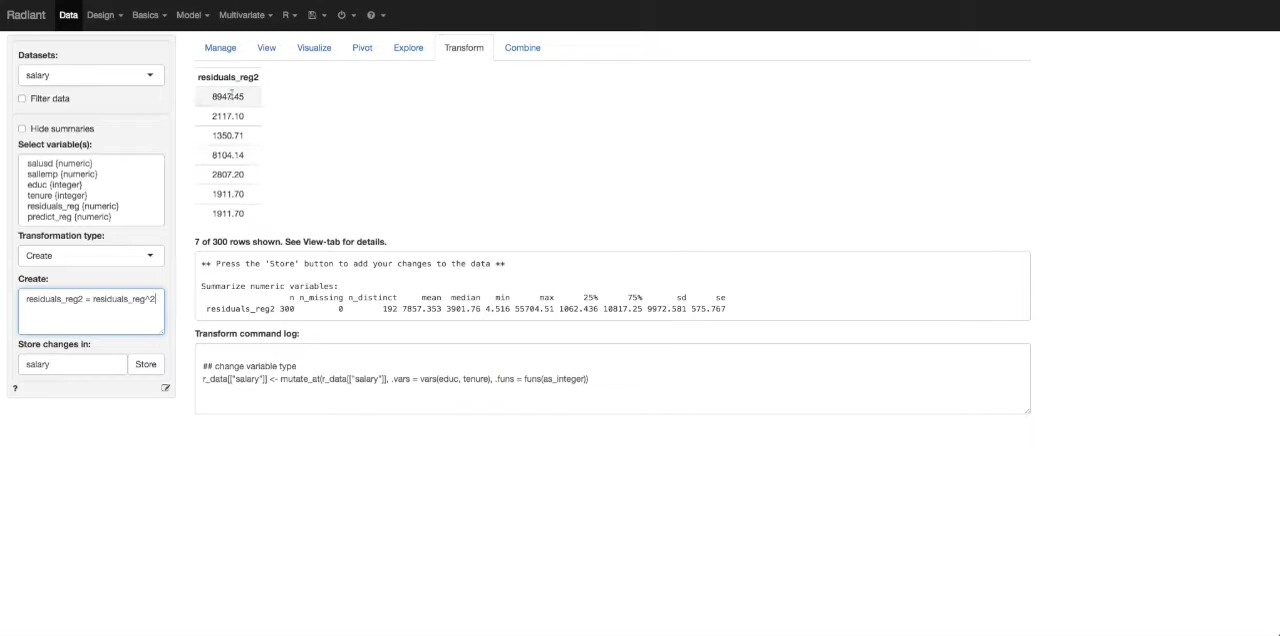 Radiant Data Design Basics Model Multivariate R
Datasets:
salary
Filter data
Hide summaries
Select variable(s):
salusd {numeric}
sallemp {numeric}
educ {integer}
tenure {integer}
residuals_reg {numeric}
predict_reg {numeric}
Transformation type:
Create
Create:
residuals_reg2 = residuals_reg^2
Store changes in:
salary Store
?
Manage View Visualize Pivot Explore Transform Combine
residuals_reg2
8947.45
2117.10
1350.71
8104.14
2807.20
1911.70
1911.70
7 of 300 rows shown. See View-tab for details.
** Press the 'Store' button to add your changes to the data **
Summarize numeric variables:
n n_missing n_distinct mean median min max 25% 75% sd se
residuals_reg2 300 0 192 7857.353 3901.76 4.516 55704.51 1062.436 10817.25 9972.581 575.767
Transform command log:
## change variable type
r_data[["salary"]] <- mutate_at(r_data[["salary"]], .vars = vars(educ, tenure), .funs = funs(as_integer))